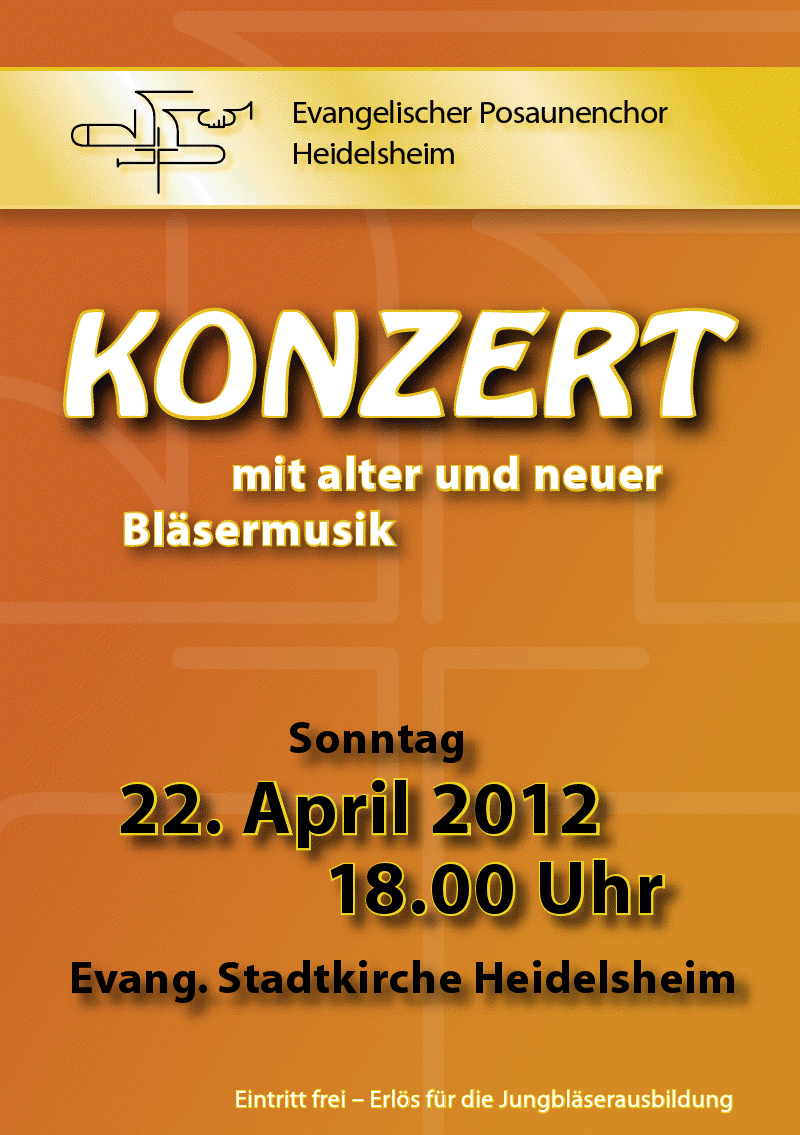 Evangelischer Posaunenchor
Heidelsheim
KONZERT
mit alter und neuer
Bläsermusik
Sonntag
22. April 2012
18.00 Uhr
Evang. Stadtkirche Heidelsheim
Eintritt frei – Erlös für die Jungbläserausbildung